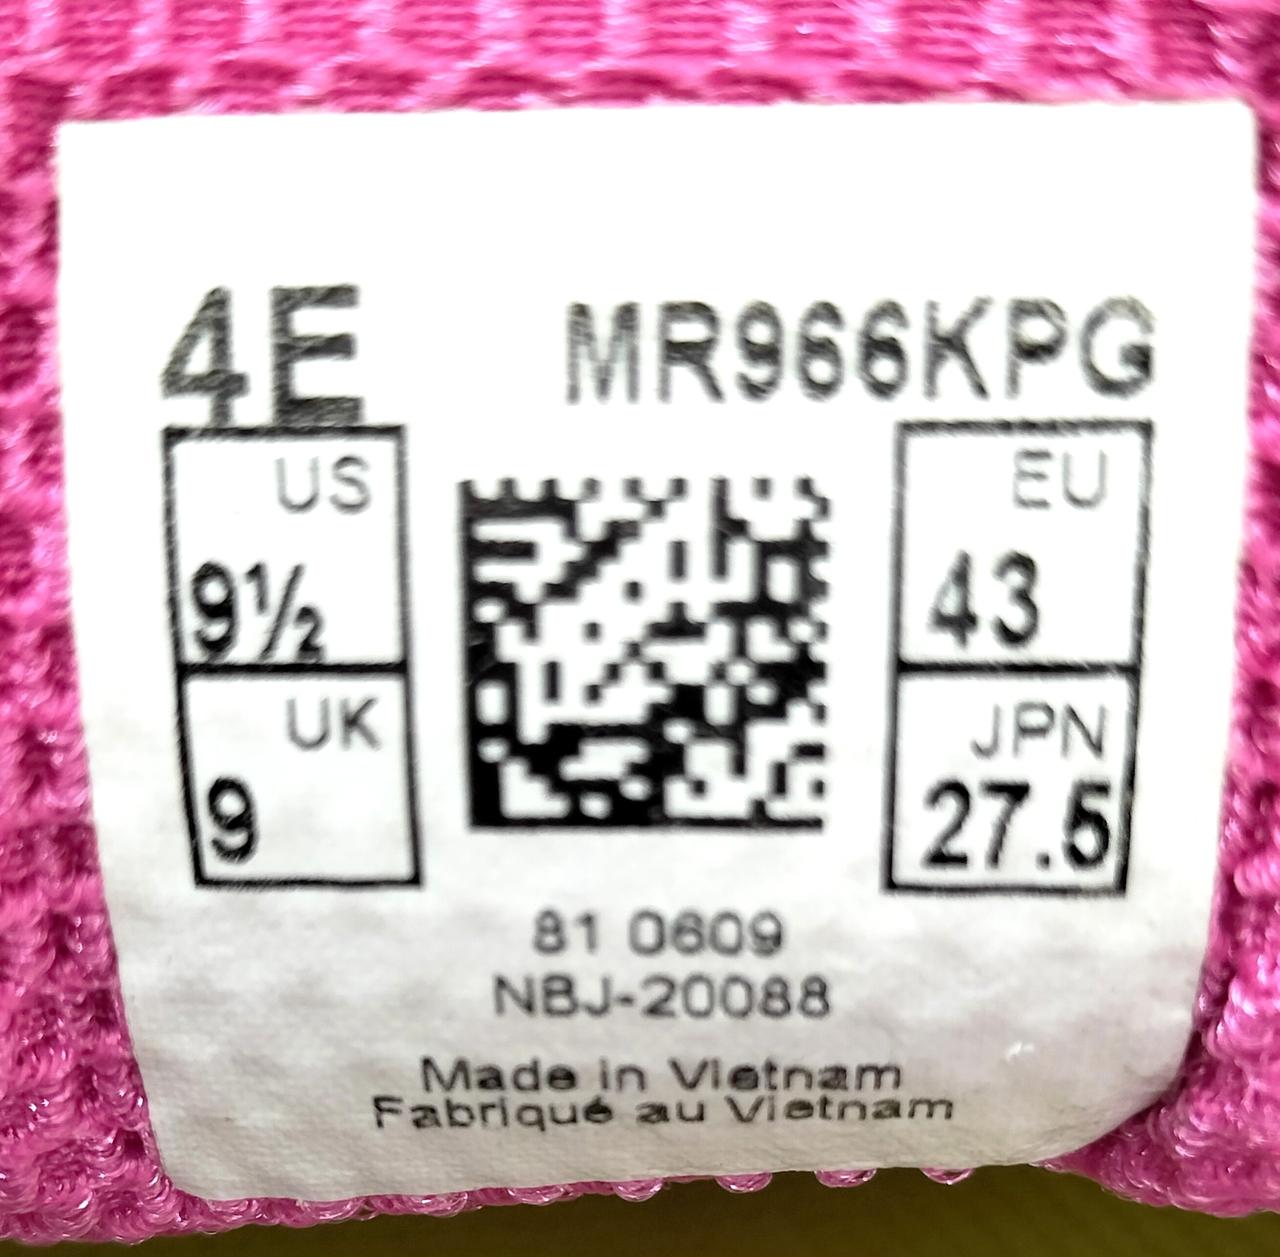 4E MR966KPG
US
9½
UK
9
EU
43
JPN
27.5
81 0609
NBJ-20088
Made in Vietnam
Fabriqué au Vietnam